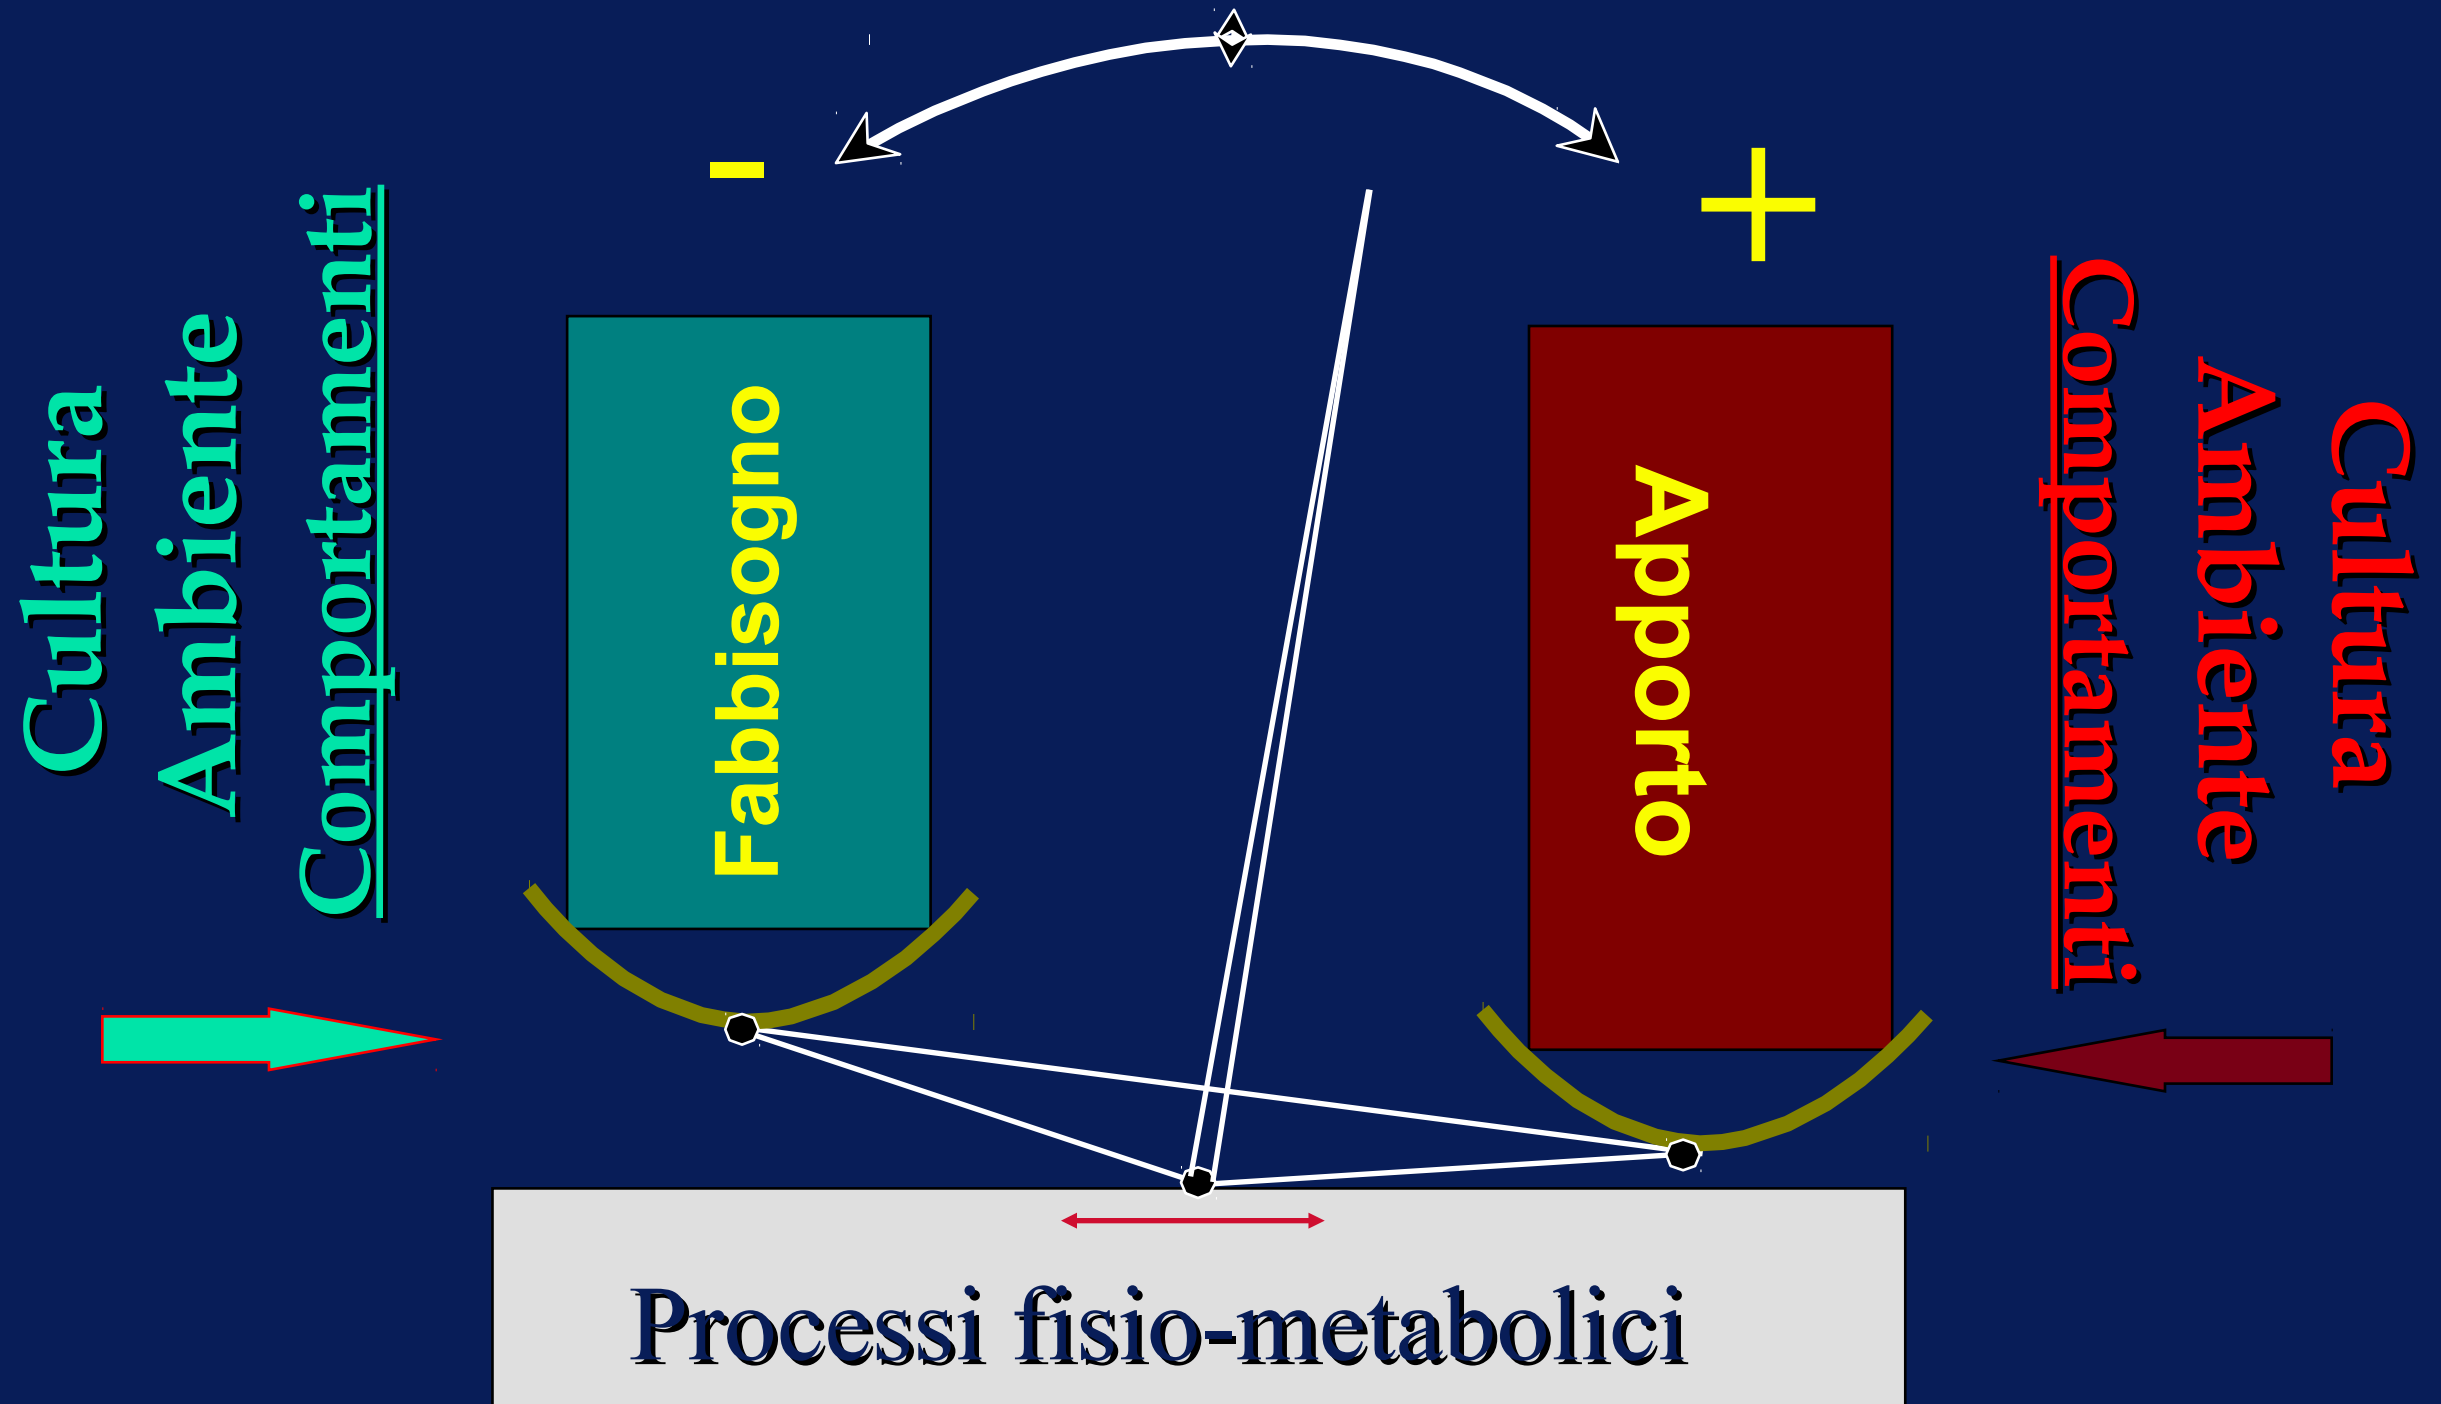 -
+
Cultura
Ambiente
Comportamenti
Fabbisogno
Apporto
Comportamenti
Ambiente
Cultura
Processi fisio-metabolici